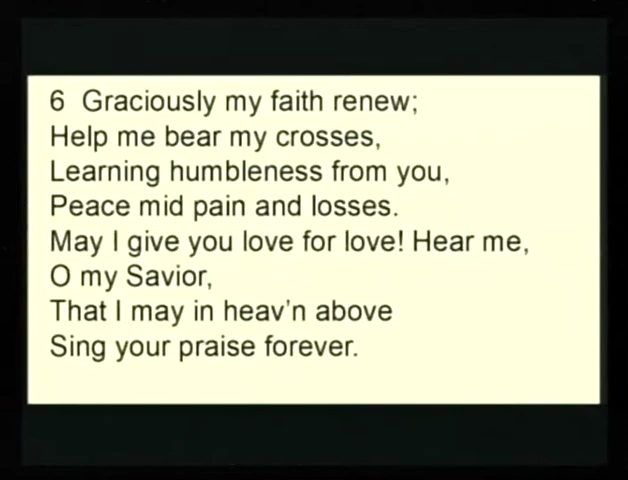 6 Graciously my faith renew;
Help me bear my crosses,
Learning humbleness from you,
Peace mid pain and losses.
May I give you love for love! Hear me,
O my Savior,
That I may in heav'n above
Sing your praise forever.